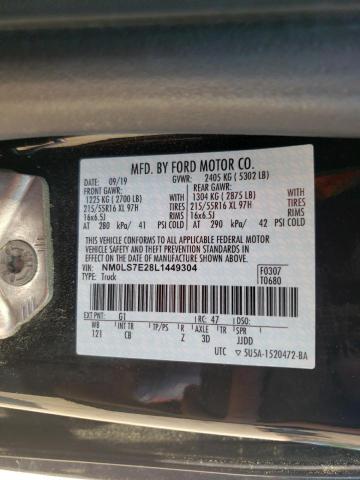 MFD. BY FORD MOTOR CO.
09/19 GVWR: 2405 KG ( 5302 LB)
FRONT GAWR: REAR GAWR:
1225 KG ( 2700 LB) WITH 1304 KG ( 2875 LB) WITH
215/55R16 XL 97H TIRES 215/55R16 XL 97H TIRES
16x6.5J RIMS 16x6.5J RIMS
AT 280 kPa/ 41 PSI COLD AT 290 kPa/ 42 PSI COLD
THIS VEHICLE CONFORMS TO ALL APPLICABLE FEDERAL MOTOR
VEHICLE SAFETY AND THEFT PREVENTION STANDARDS IN
EFFECT ON THE DATE OF MANUFACTURE SHOWN ABOVE.
VIN: NM0LS7E28L1449304 F0307
TYPE: Truck T0680
EXT PNT: G1 RC: 47 DSO:
WB INT TR TP/PS R AXLE TR SPR
121 CB Z 3D JJDD
UTC 5U5A-1520472-BA